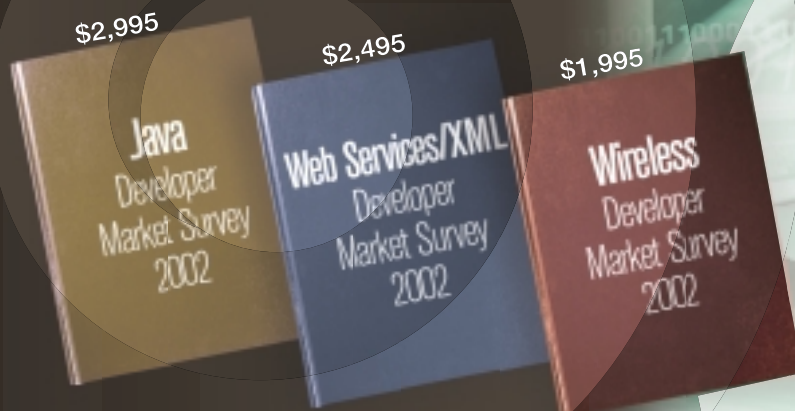 $2,995
Java
Developer
Market Survey
2002
$2,495
Web Services/XML
Developer
Market Survey
2002
$1,995
Wireless
Developer
Market Survey
2002